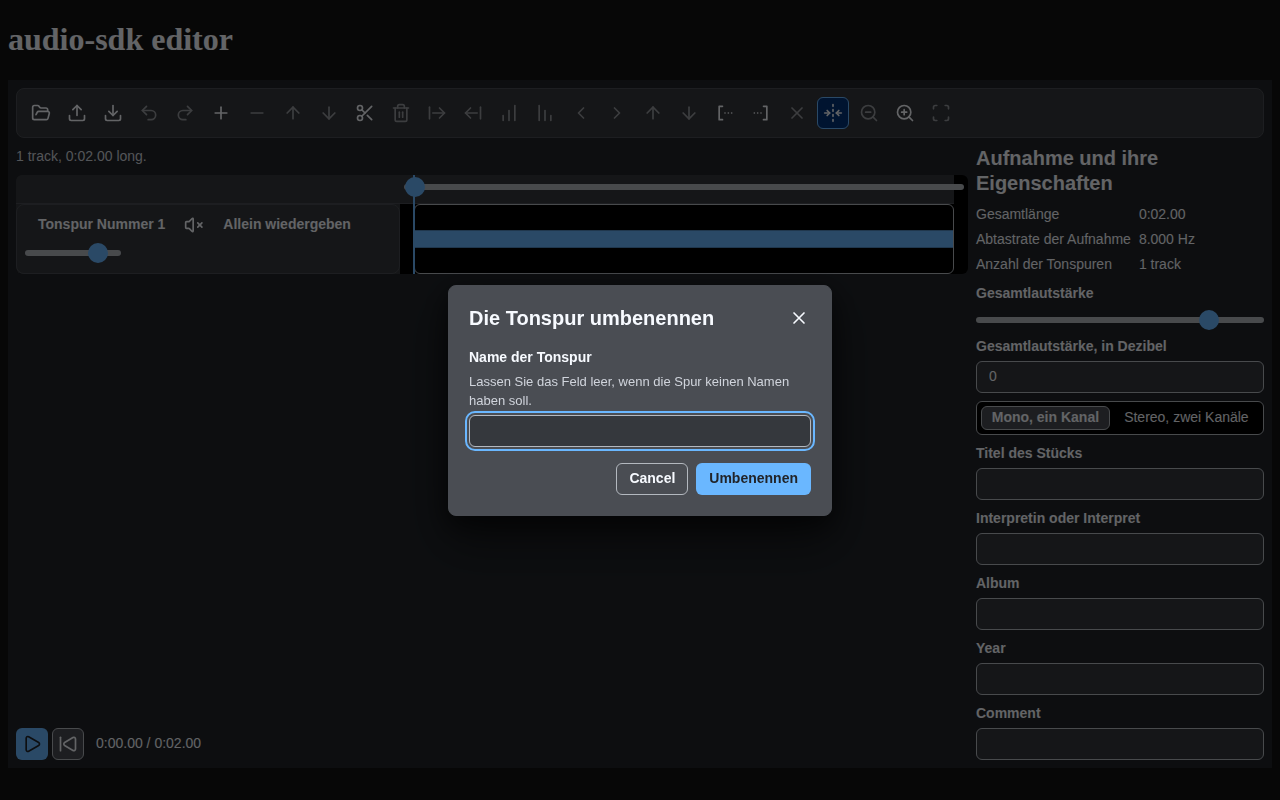 audio-sdk editor
1 track, 0:02.00 long.
Tonspur Nummer 1
Allein wiedergeben
Aufnahme und ihre
Eigenschaften
Gesamtlänge 0:02.00
Abtastrate der Aufnahme 8.000 Hz
Anzahl der Tonspuren 1 track
Gesamtlautstärke
Gesamtlautstärke, in Dezibel
0
Mono, ein Kanal Stereo, zwei Kanäle
Titel des Stücks
Interpretin oder Interpret
Album
Year
Comment
Die Tonspur umbenennen
Name der Tonspur
Lassen Sie das Feld leer, wenn die Spur keinen Namen
haben soll.
Cancel Umbenennen
0:00.00 / 0:02.00